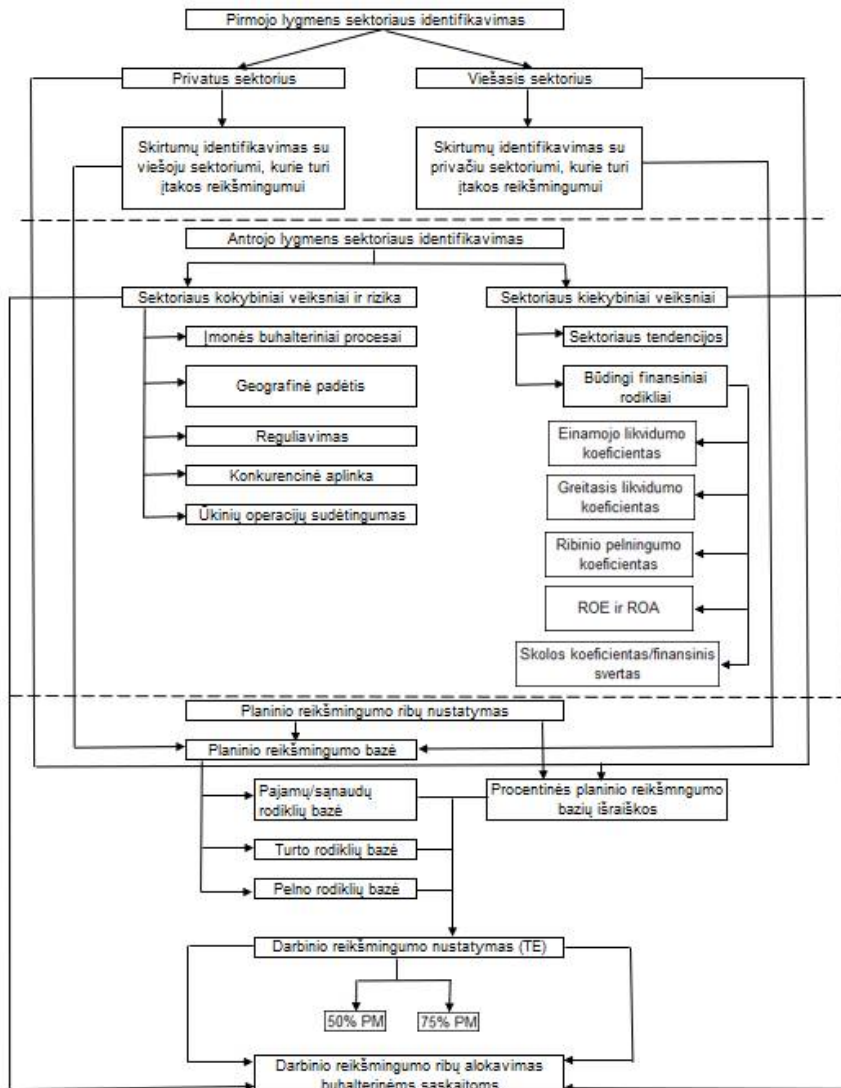 Pirmojo lygmens sektoriaus identifikavimas
Privatus sektorius
Viešasis sektorius
Skirtumų identifikavimas su
viešoju sektoriumi, kurie turi
įtakos reikšmingumui
Skirtumų identifikavimas su
privačiu sektoriumi, kurie turi
įtakos reikšmingumui
Antrojo lygmens sektoriaus identifikavimas
Sektoriaus kokybiniai veiksniai ir rizika
Sektoriaus kiekybiniai veiksniai
Įmonės buhalteriniai procesai
Geografinė padėtis
Reguliavimas
Konkurencinė aplinka
Ūkinių operacijų sudėtingumas
Sektoriaus tendencijos
Būdingi finansiniai
rodikliai
Einamojo likvidumo
koeficientas
Greitasis likvidumo
koeficientas
Ribinio pelningumo
koeficientas
ROE ir ROA
Skolos koeficientas/finansinis
svertas
Planinio reikšmingumo ribų nustatymas
Planinio reikšmingumo bazė
Pajamų/sąnaudų
rodiklių bazė
Procentinės planinio reikšmngumo
bazių išraiškos
Turto rodiklių bazė
Pelno rodiklių bazė
Darbinio reikšmingumo nustatymas (TE)
50% PM
75% PM
Darbinio reikšmingumo ribų alokavimas
buhalterinėms sąskaitoms